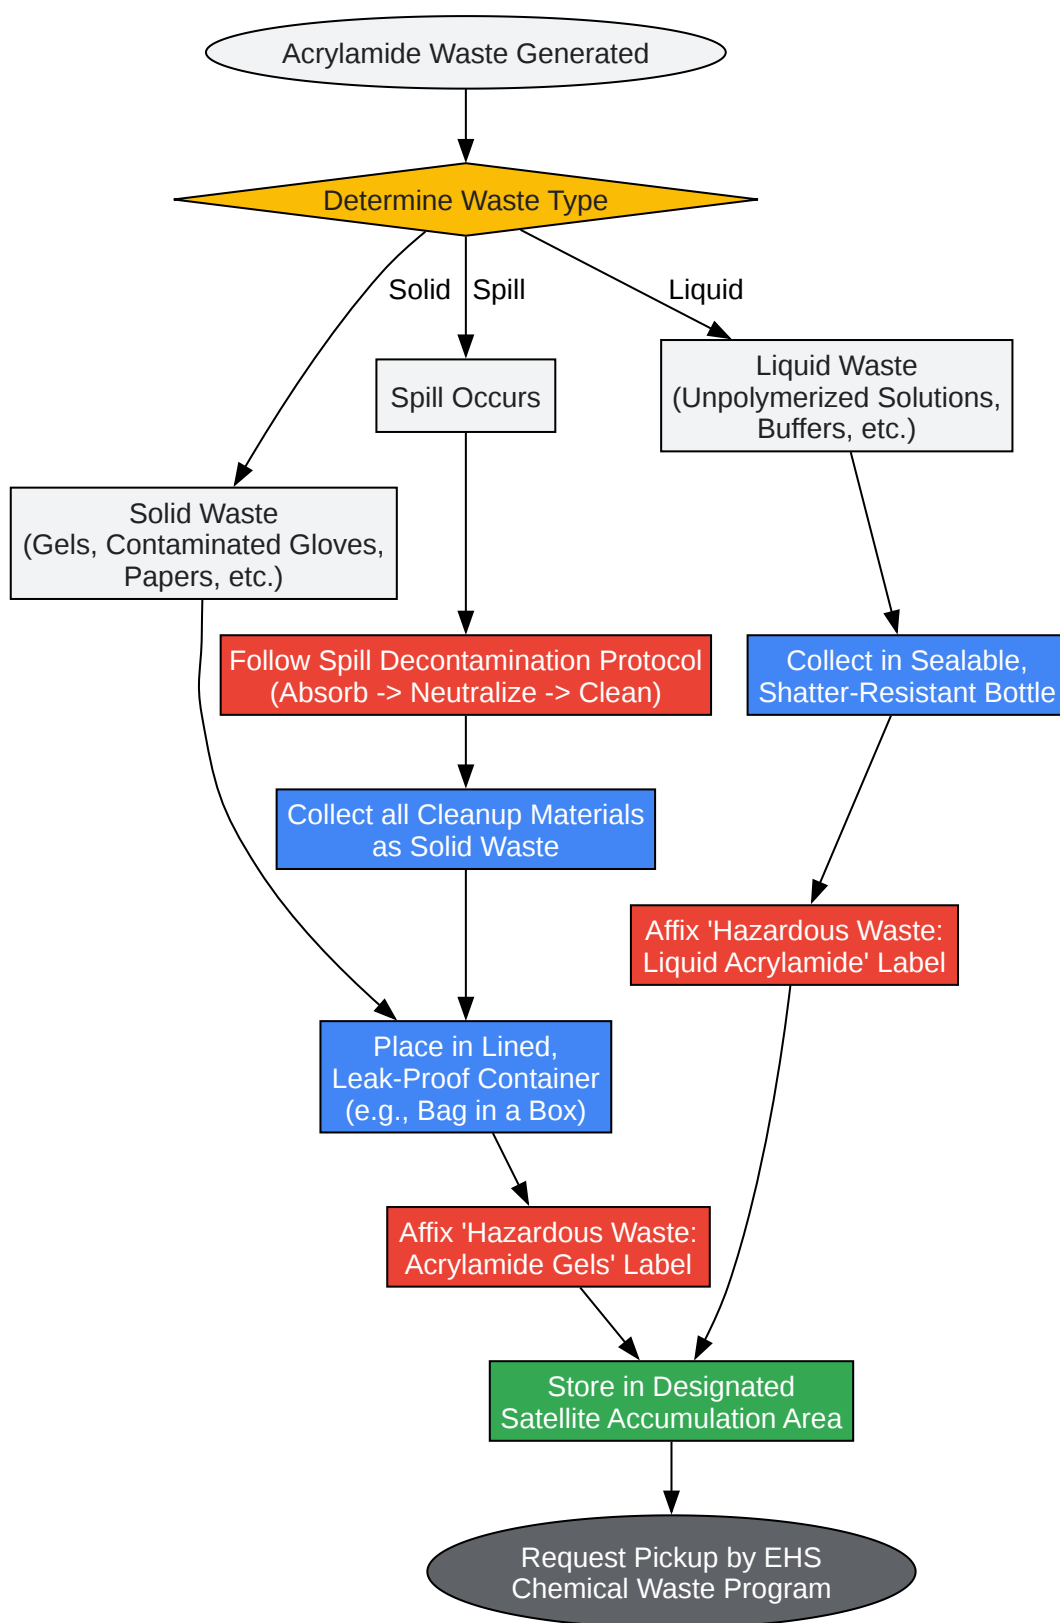 Acrylamide Waste Generated
Determine Waste Type
Solid
Spill
Liquid
Liquid Waste
(Unpolymerized Solutions,
Buffers, etc.)
Spill Occurs
Solid Waste
(Gels, Contaminated Gloves,
Papers, etc.)
Follow Spill Decontamination Protocol
(Absorb -> Neutralize -> Clean)
Collect in Sealable,
Shatter-Resistant Bottle
Collect all Cleanup Materials
as Solid Waste
Affix 'Hazardous Waste:
Liquid Acrylamide' Label
Place in Lined,
Leak-Proof Container
(e.g., Bag in a Box)
Affix 'Hazardous Waste:
Acrylamide Gels' Label
Store in Designated
Satellite Accumulation Area
Request Pickup by EHS
Chemical Waste Program